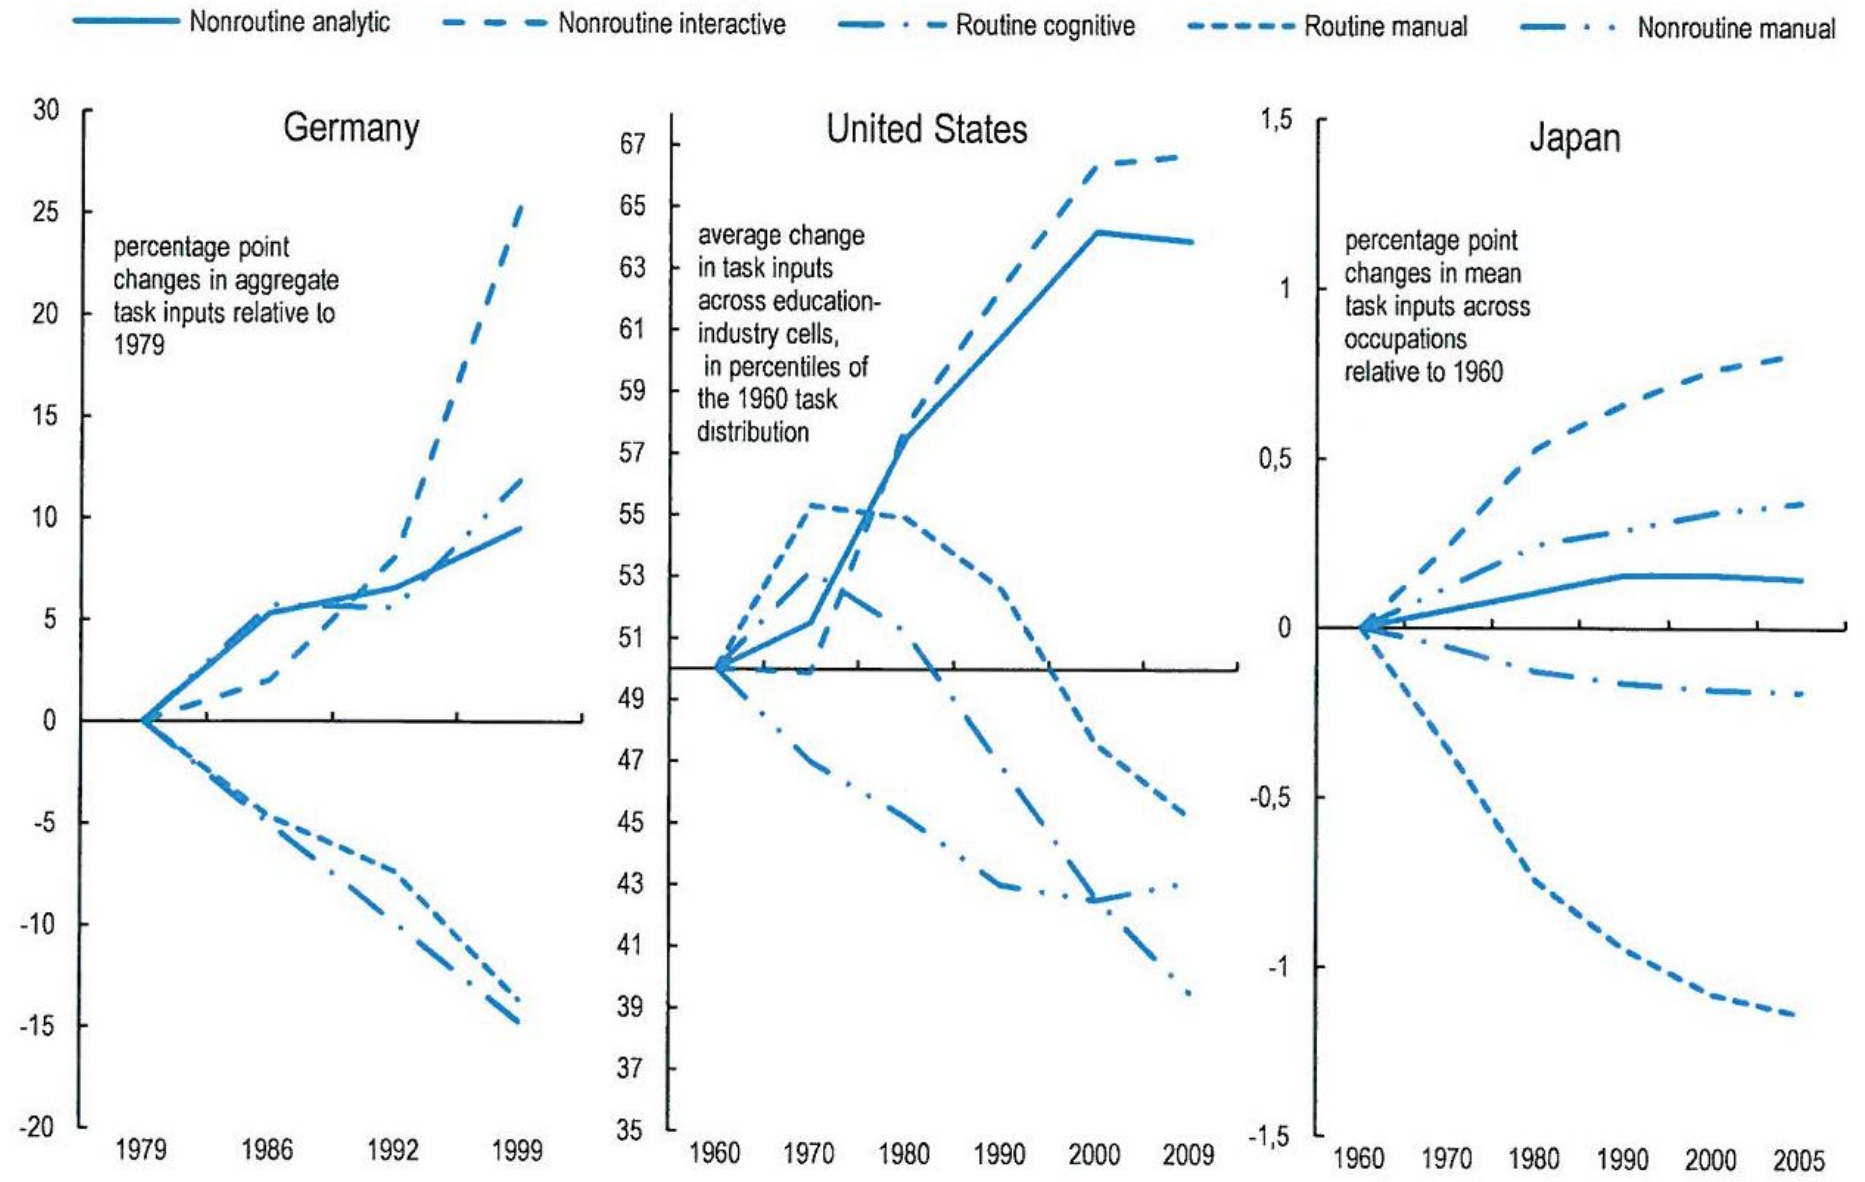 Nonroutine analytic Nonroutine interactive Routine cognitive Routine manual Nonroutine manual
Germany
30
25
20
15
10
5
0
-5
-10
-15
-20
percentage point
changes in aggregate
task inputs relative to
1979
1979 1986 1992 1999
United States
67
65
63
61
59
57
55
53
51
49
47
45
43
41
39
37
35
average change
in task inputs
across education-
industry cells,
in percentiles of
the 1960 task
distribution
1960 1970 1980 1990 2000 2009
Japan
1,5
1
0,5
0
-0,5
-1
-1,5
percentage point
changes in mean
task inputs across
occupations
relative to 1960
1960 1970 1980 1990 2000 2005